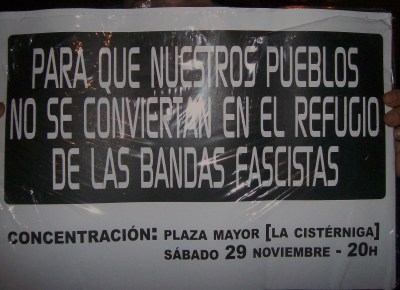 PARA QUE NUESTROS PUEBLOS
NO SE CONVIERTAN EN EL REFUGIO
DE LAS BANDAS FASCISTAS
CONCENTRACIÓN: PLAZA MAYOR [LA CISTÉRNIGA]
SÁBADO 29 NOVIEMBRE - 20H